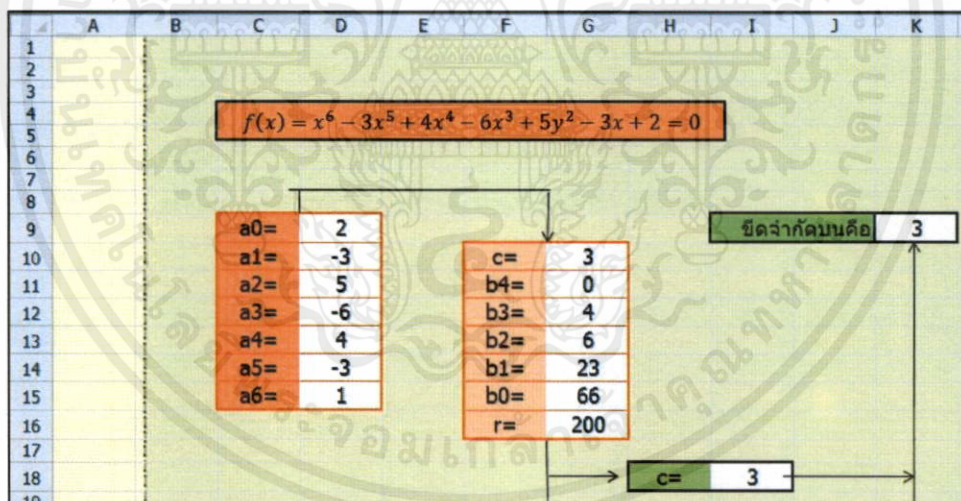 A B C D E F G H I J K
1
2
3
4
f(x) = x⁶ − 3x⁵ + 4x⁴ − 6x³ + 5y² − 3x + 2 = 0
5
6
7
8
9 a0= 2 ขีดจำกัดบนคือ 3
10 a1= -3 c= 3
11 a2= 5 b4= 0
12 a3= -6 b3= 4
13 a4= 4 b2= 6
14 a5= -3 b1= 23
15 a6= 1 b0= 66
16 r= 200
17
18 c= 3